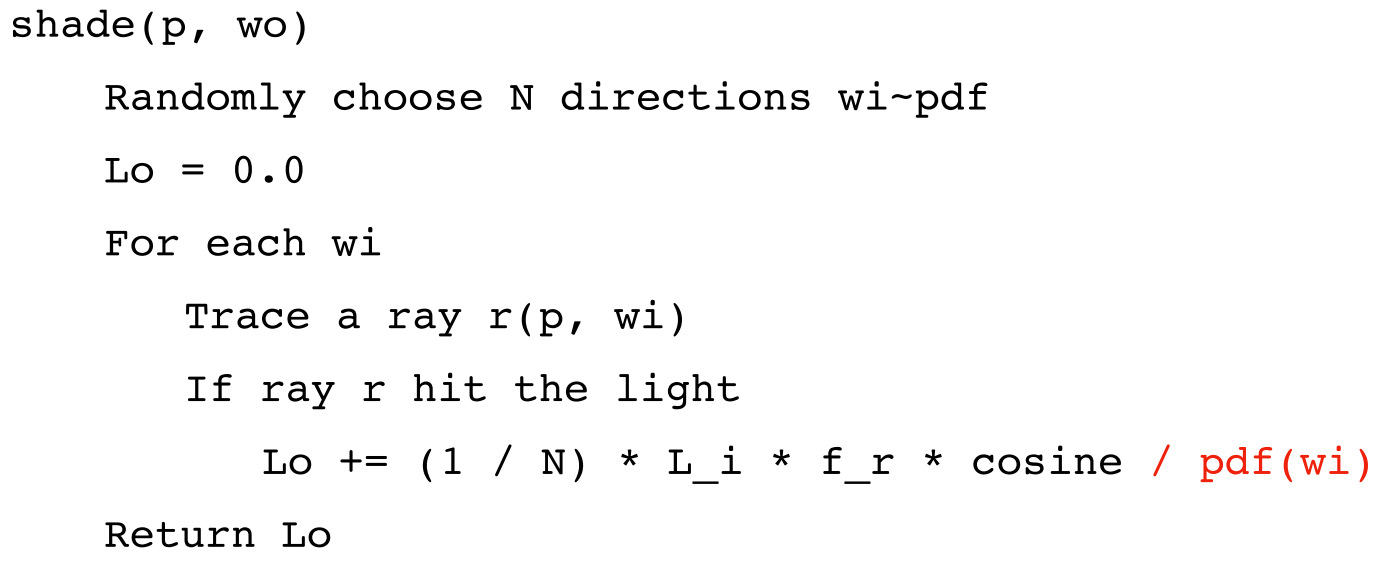 shade(p, wo)
Randomly choose N directions wi~pdf
Lo = 0.0
For each wi
Trace a ray r(p, wi)
If ray r hit the light
Lo += (1 / N) * L_i * f_r * cosine / pdf(wi)
Return Lo